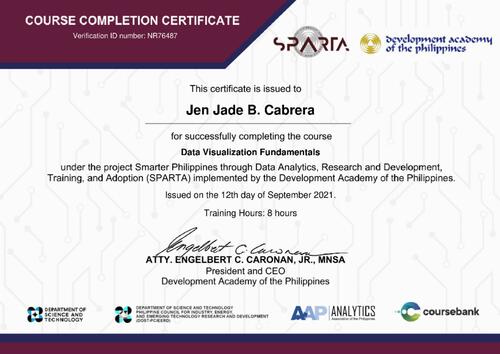 COURSE COMPLETION CERTIFICATE
Verification ID number: NR76487
SPARTA
development academy
of the philippines
This certificate is issued to
Jen Jade B. Cabrera
for successfully completing the course
Data Visualization Fundamentals
under the project Smarter Philippines through Data Analytics, Research and Development,
Training, and Adoption (SPARTA) implemented by the Development Academy of the Philippines.
Issued on the 12th day of September 2021.
Training Hours: 8 hours
Engelbert C. Caronan
ATTY. ENGELBERT C. CARONAN, JR., MNSA
President and CEO
Development Academy of the Philippines
DEPARTMENT OF
SCIENCE AND
TECHNOLOGY
DEPARTMENT OF SCIENCE AND TECHNOLOGY
PHILIPPINE COUNCIL FOR INDUSTRY, ENERGY,
AND EMERGING TECHNOLOGY RESEARCH AND DEVELOPMENT
(DOST-PCIEERD)
AAP ANALYTICS
Association of the Philippines
coursebank